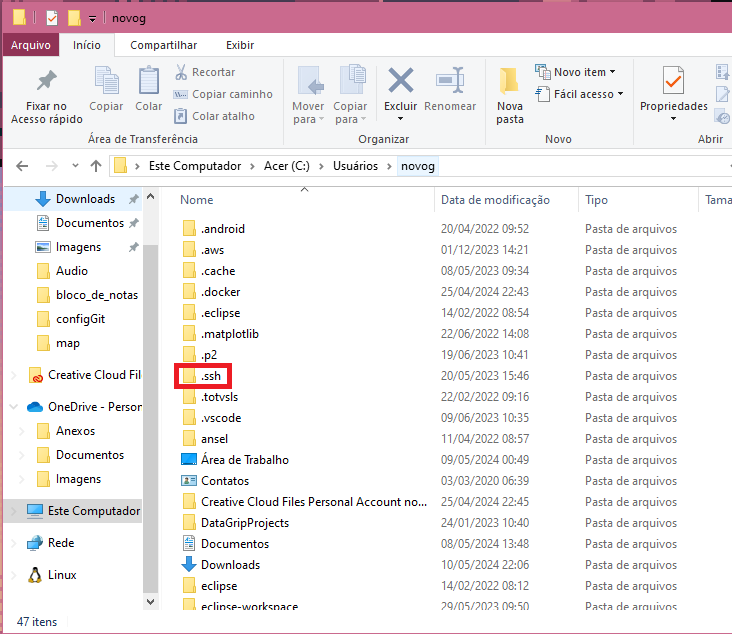 novog
Arquivo Início Compartilhar Exibir
Fixar no Acesso rápido
Copiar
Colar
Recortar
Copiar caminho
Colar atalho
Área de Transferência
Mover para
Copiar para
Excluir
Renomear
Organizar
Nova pasta
Novo item
Fácil acesso
Novo
Propriedades
Abrir
Este Computador > Acer (C:) > Usuários > novog
Downloads
Documentos
Imagens
Audio
bloco_de_notas
configGit
map
Creative Cloud Fil
OneDrive - Person
Anexos
Documentos
Imagens
Este Computador
Rede
Linux
Nome Data de modificação Tipo Tama
.android 20/04/2022 09:52 Pasta de arquivos
.aws 01/12/2023 14:21 Pasta de arquivos
.cache 08/05/2023 09:34 Pasta de arquivos
.docker 25/04/2024 22:43 Pasta de arquivos
.eclipse 14/02/2022 08:54 Pasta de arquivos
.matplotlib 22/06/2022 14:08 Pasta de arquivos
.p2 19/06/2023 10:41 Pasta de arquivos
.ssh 20/05/2023 15:46 Pasta de arquivos
.totvsls 22/02/2022 09:16 Pasta de arquivos
.vscode 09/06/2023 10:35 Pasta de arquivos
ansel 11/04/2022 08:57 Pasta de arquivos
Área de Trabalho 09/05/2024 00:49 Pasta de arquivos
Contatos 03/03/2020 06:39 Pasta de arquivos
Creative Cloud Files Personal Account no... 25/04/2024 22:45 Pasta de arquivos
DataGripProjects 24/01/2023 10:40 Pasta de arquivos
Documentos 08/05/2024 13:48 Pasta de arquivos
Downloads 10/05/2024 22:06 Pasta de arquivos
eclipse 14/02/2022 08:12 Pasta de arquivos
eclipse-workspace 29/05/2023 09:50 Pasta de arquivos
47 itens